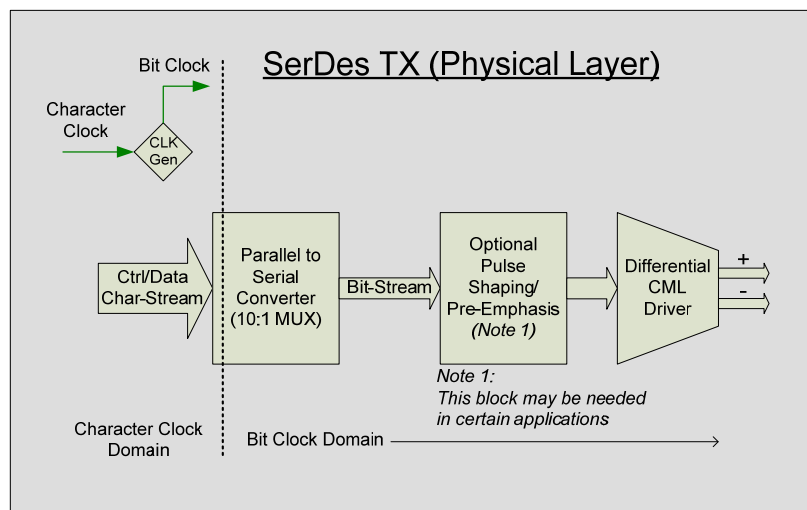 SerDes TX (Physical Layer)
Bit Clock
Character
Clock
CLK
Gen
Ctrl/Data
Char-Stream
Parallel to
Serial
Converter
(10:1 MUX)
Bit-Stream
Optional
Pulse
Shaping/
Pre-Emphasis
(Note 1)
Differential
CML
Driver
+
-
Note 1:
This block may be needed
in certain applications
Character Clock
Domain
Bit Clock Domain